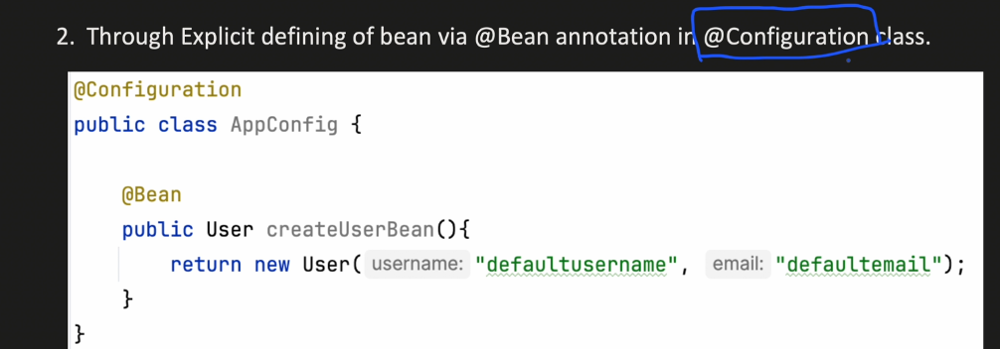 2. Through Explicit defining of bean via @Bean annotation in @Configuration class.
@Configuration
public class AppConfig {
@Bean
public User createUserBean(){
return new User( username: "defaultusername", email: "defaultemail");
}
}